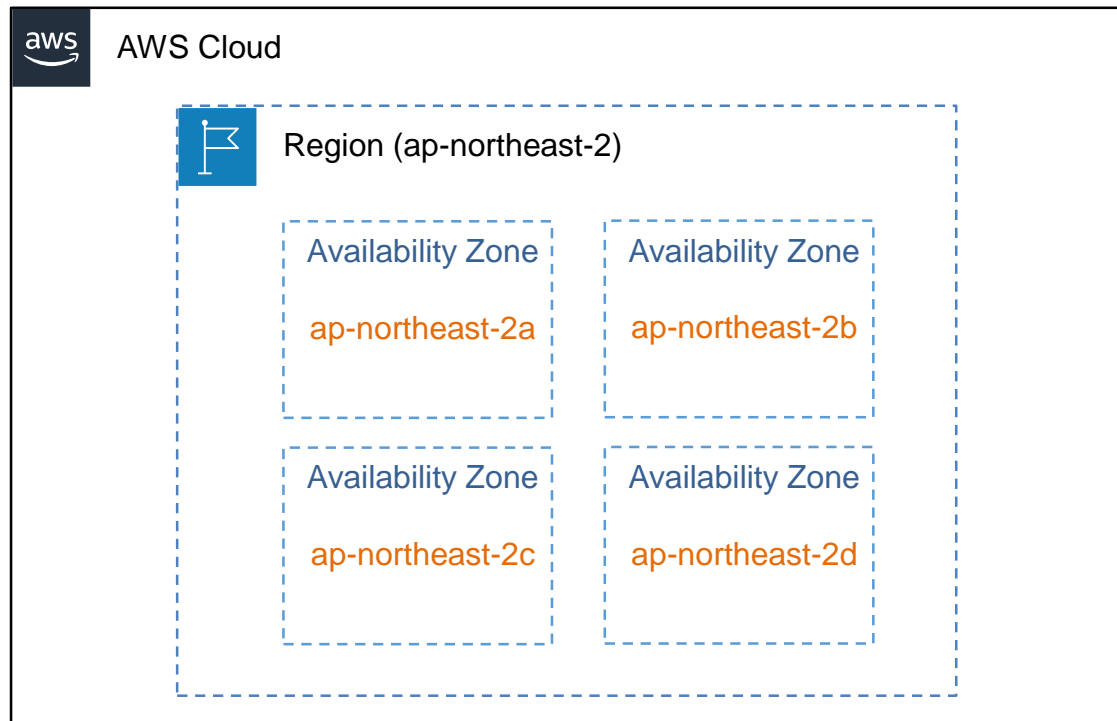 aws
AWS Cloud
Region (ap-northeast-2)
Availability Zone
ap-northeast-2a
Availability Zone
ap-northeast-2b
Availability Zone
ap-northeast-2c
Availability Zone
ap-northeast-2d